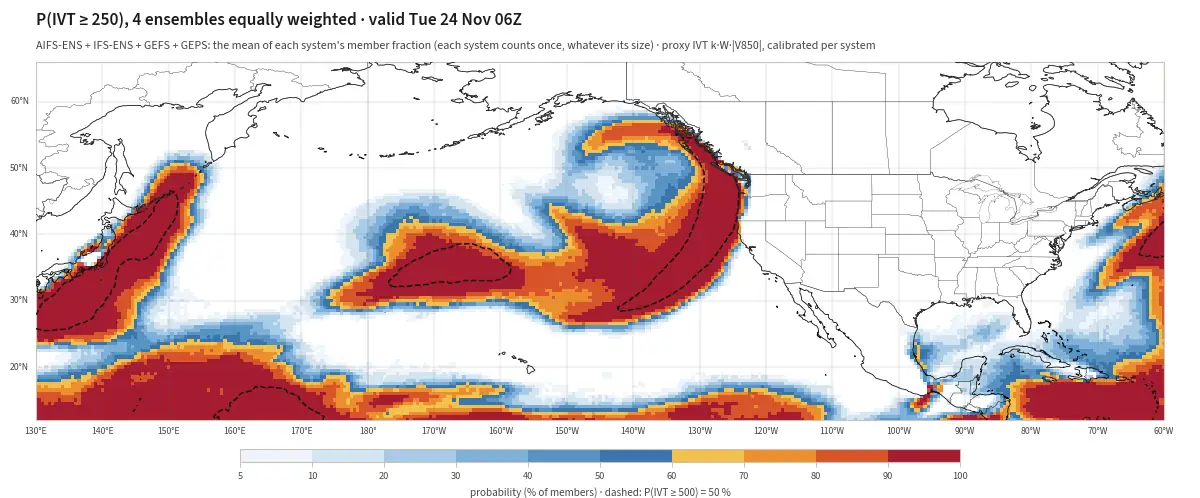 P(IVT ≥ 250), 4 ensembles equally weighted · valid Tue 24 Nov 06Z
AIFS-ENS + IFS-ENS + GEFS + GEPS: the mean of each system's member fraction (each system counts once, whatever its size) · proxy IVT k·W·|V850|, calibrated per system
60°N
50°N
40°N
30°N
20°N
130°E 140°E 150°E 160°E 170°E 180° 170°W 160°W 150°W 140°W 130°W 120°W 110°W 100°W 90°W 80°W 70°W 60°W
5 10 20 30 40 50 60 70 80 90 100
probability (% of members) · dashed: P(IVT ≥ 500) = 50 %